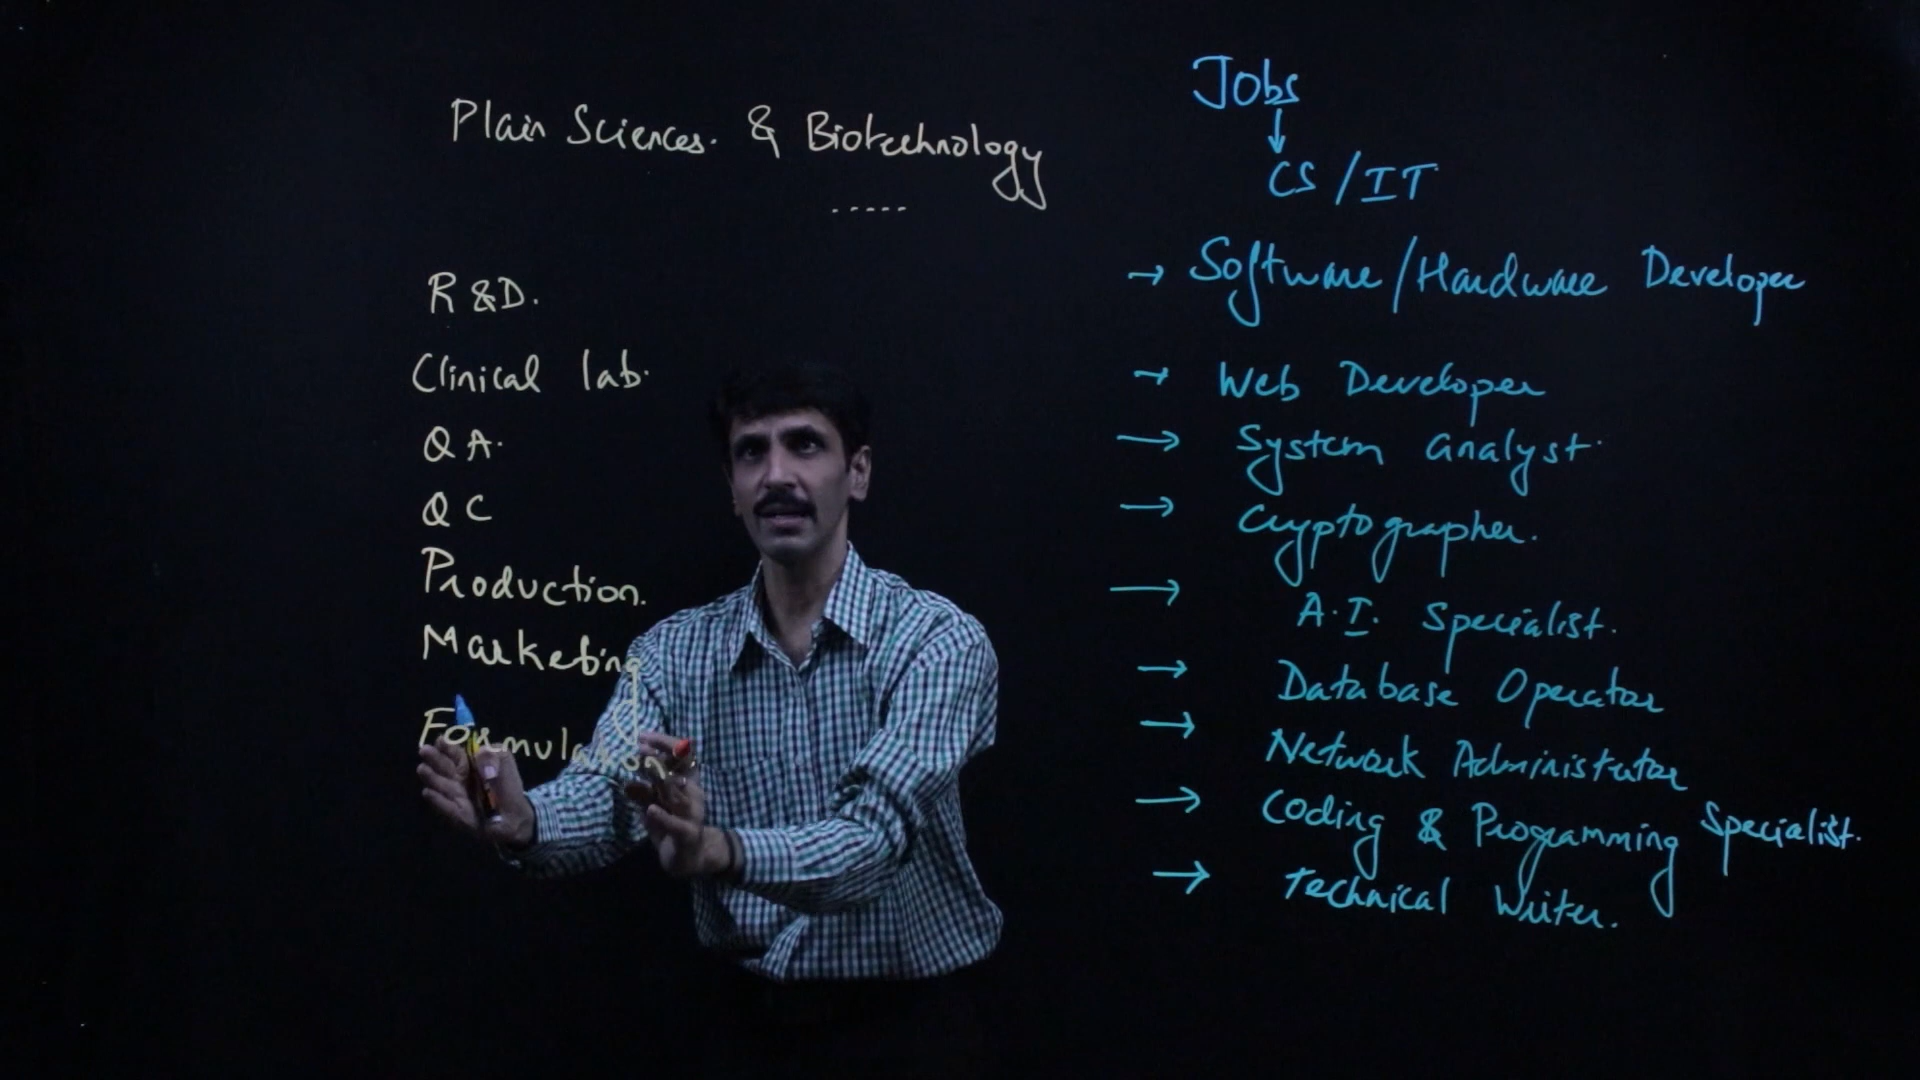 Plain Sciences. & Biotechnology
.....
R &D.
Clinical lab.
QA.
QC
Production.
Marketing
Formulation.
Jobs
↓
CS/IT
→ Software/Hardware Developer
→ Web Developer
→ System analyst.
→ Cryptographer.
→ A.I. Specialist.
→ Database Operator
→ Network Administrator
→ Coding & Programming Specialist.
→ Technical Writer.